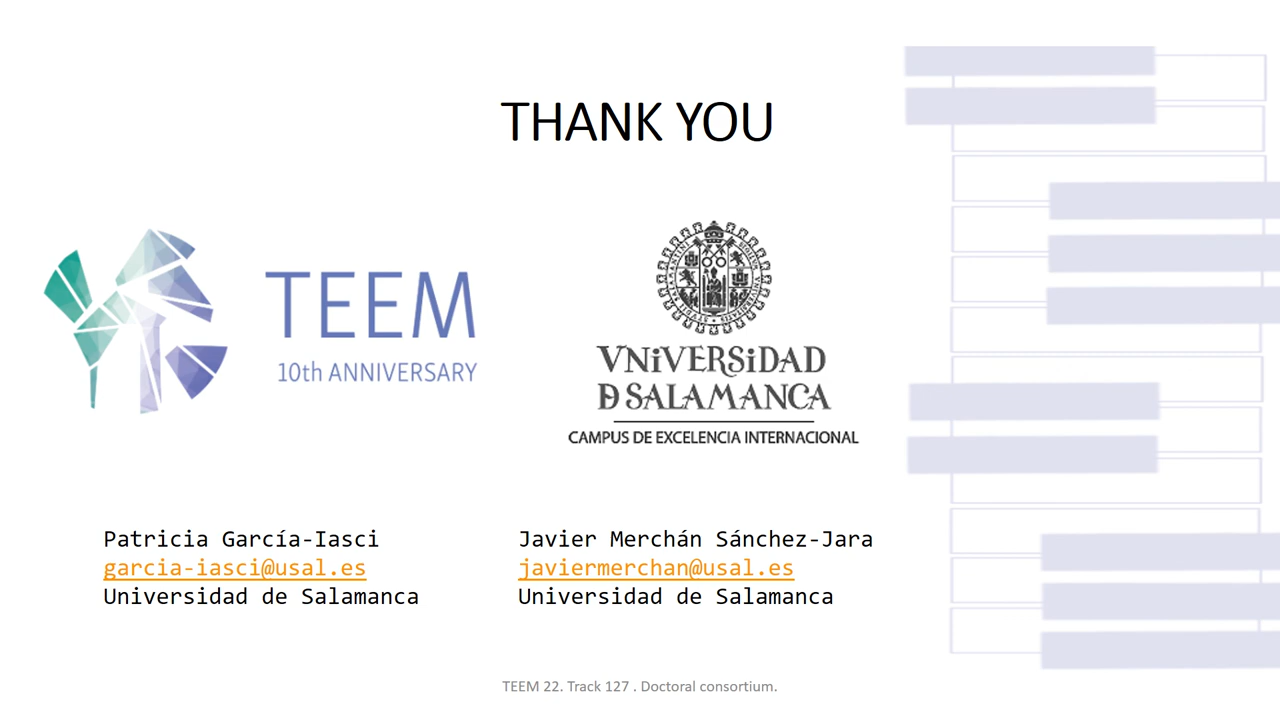 THANK YOU
TEEM
10th ANNIVERSARY
VNiVERSiDAD
D SALAMANCA
CAMPUS DE EXCELENCIA INTERNACIONAL
Patricia García-Iasci
garcia-iasci@usal.es
Universidad de Salamanca
Javier Merchán Sánchez-Jara
javiermerchan@usal.es
Universidad de Salamanca
TEEM 22. Track 127 . Doctoral consortium.